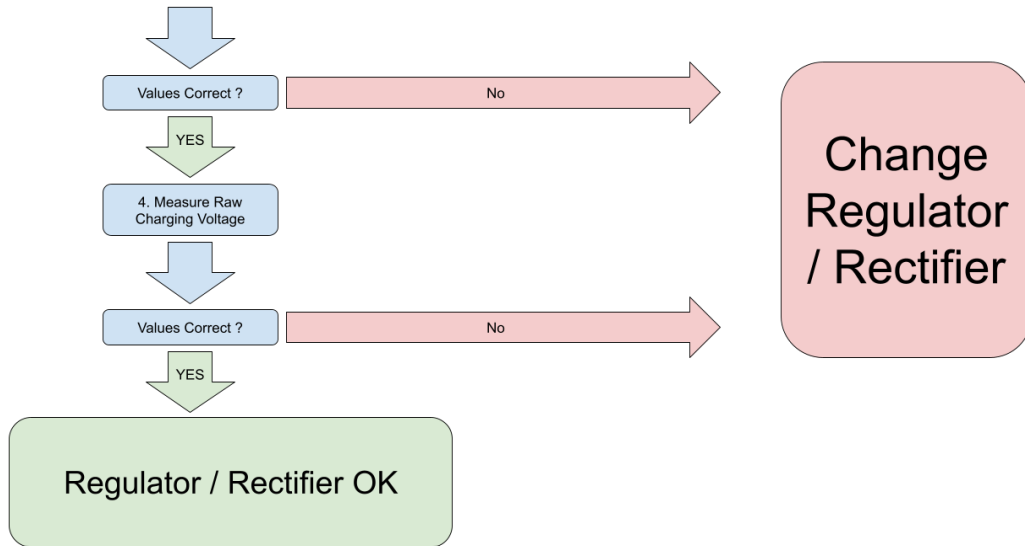 Values Correct ?
No
YES
4. Measure Raw
Charging Voltage
Values Correct ?
No
YES
Regulator / Rectifier OK
Change
Regulator
/ Rectifier